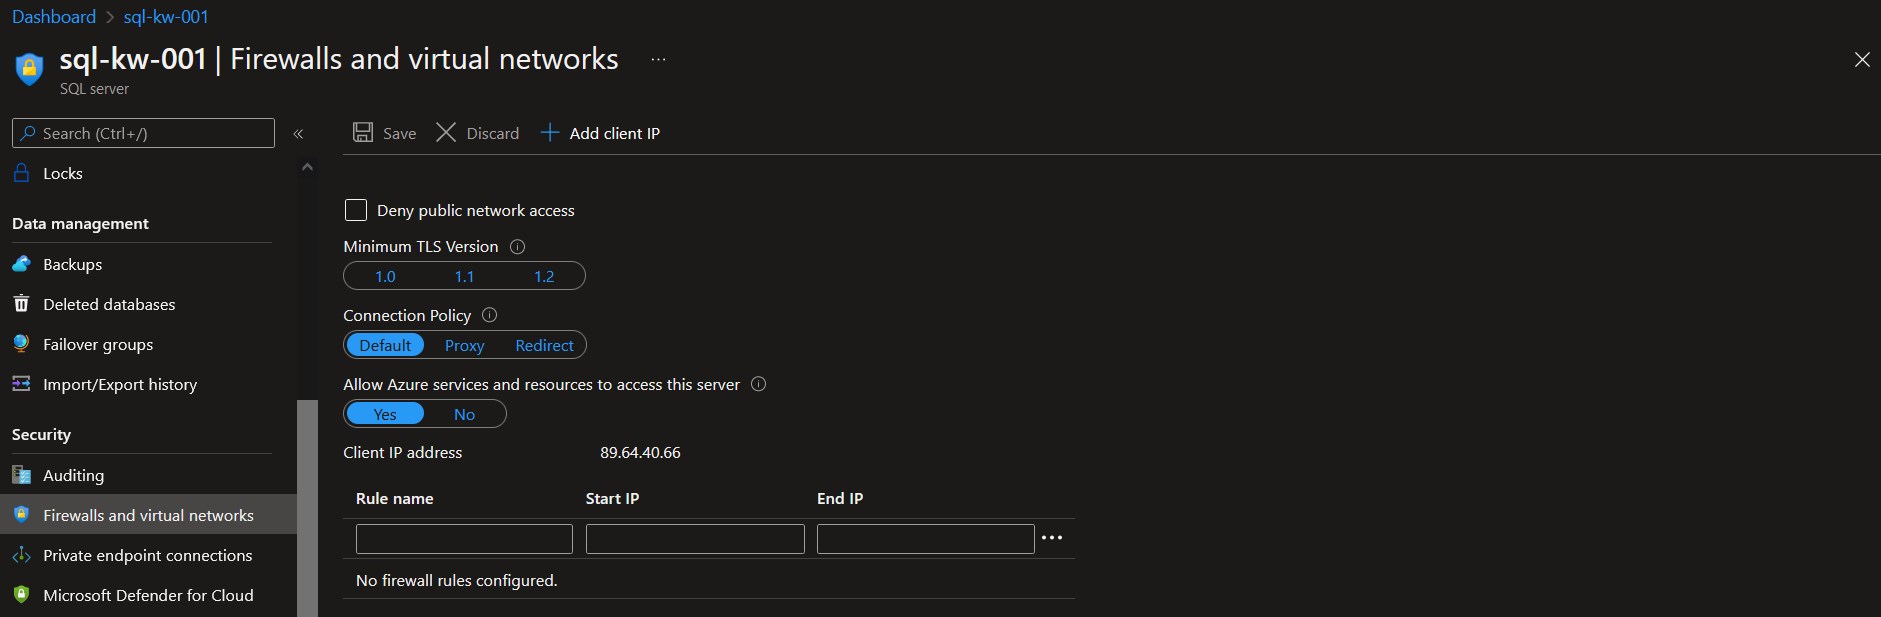 Dashboard > sql-kw-001
sql-kw-001 | Firewalls and virtual networks ...
SQL server
Search (Ctrl+/) «
Locks
Data management
Backups
Deleted databases
Failover groups
Import/Export history
Security
Auditing
Firewalls and virtual networks
Private endpoint connections
Microsoft Defender for Cloud
Save Discard Add client IP
Deny public network access
Minimum TLS Version
1.0 1.1 1.2
Connection Policy
Default Proxy Redirect
Allow Azure services and resources to access this server
Yes No
Client IP address 89.64.40.66
Rule name Start IP End IP
No firewall rules configured.